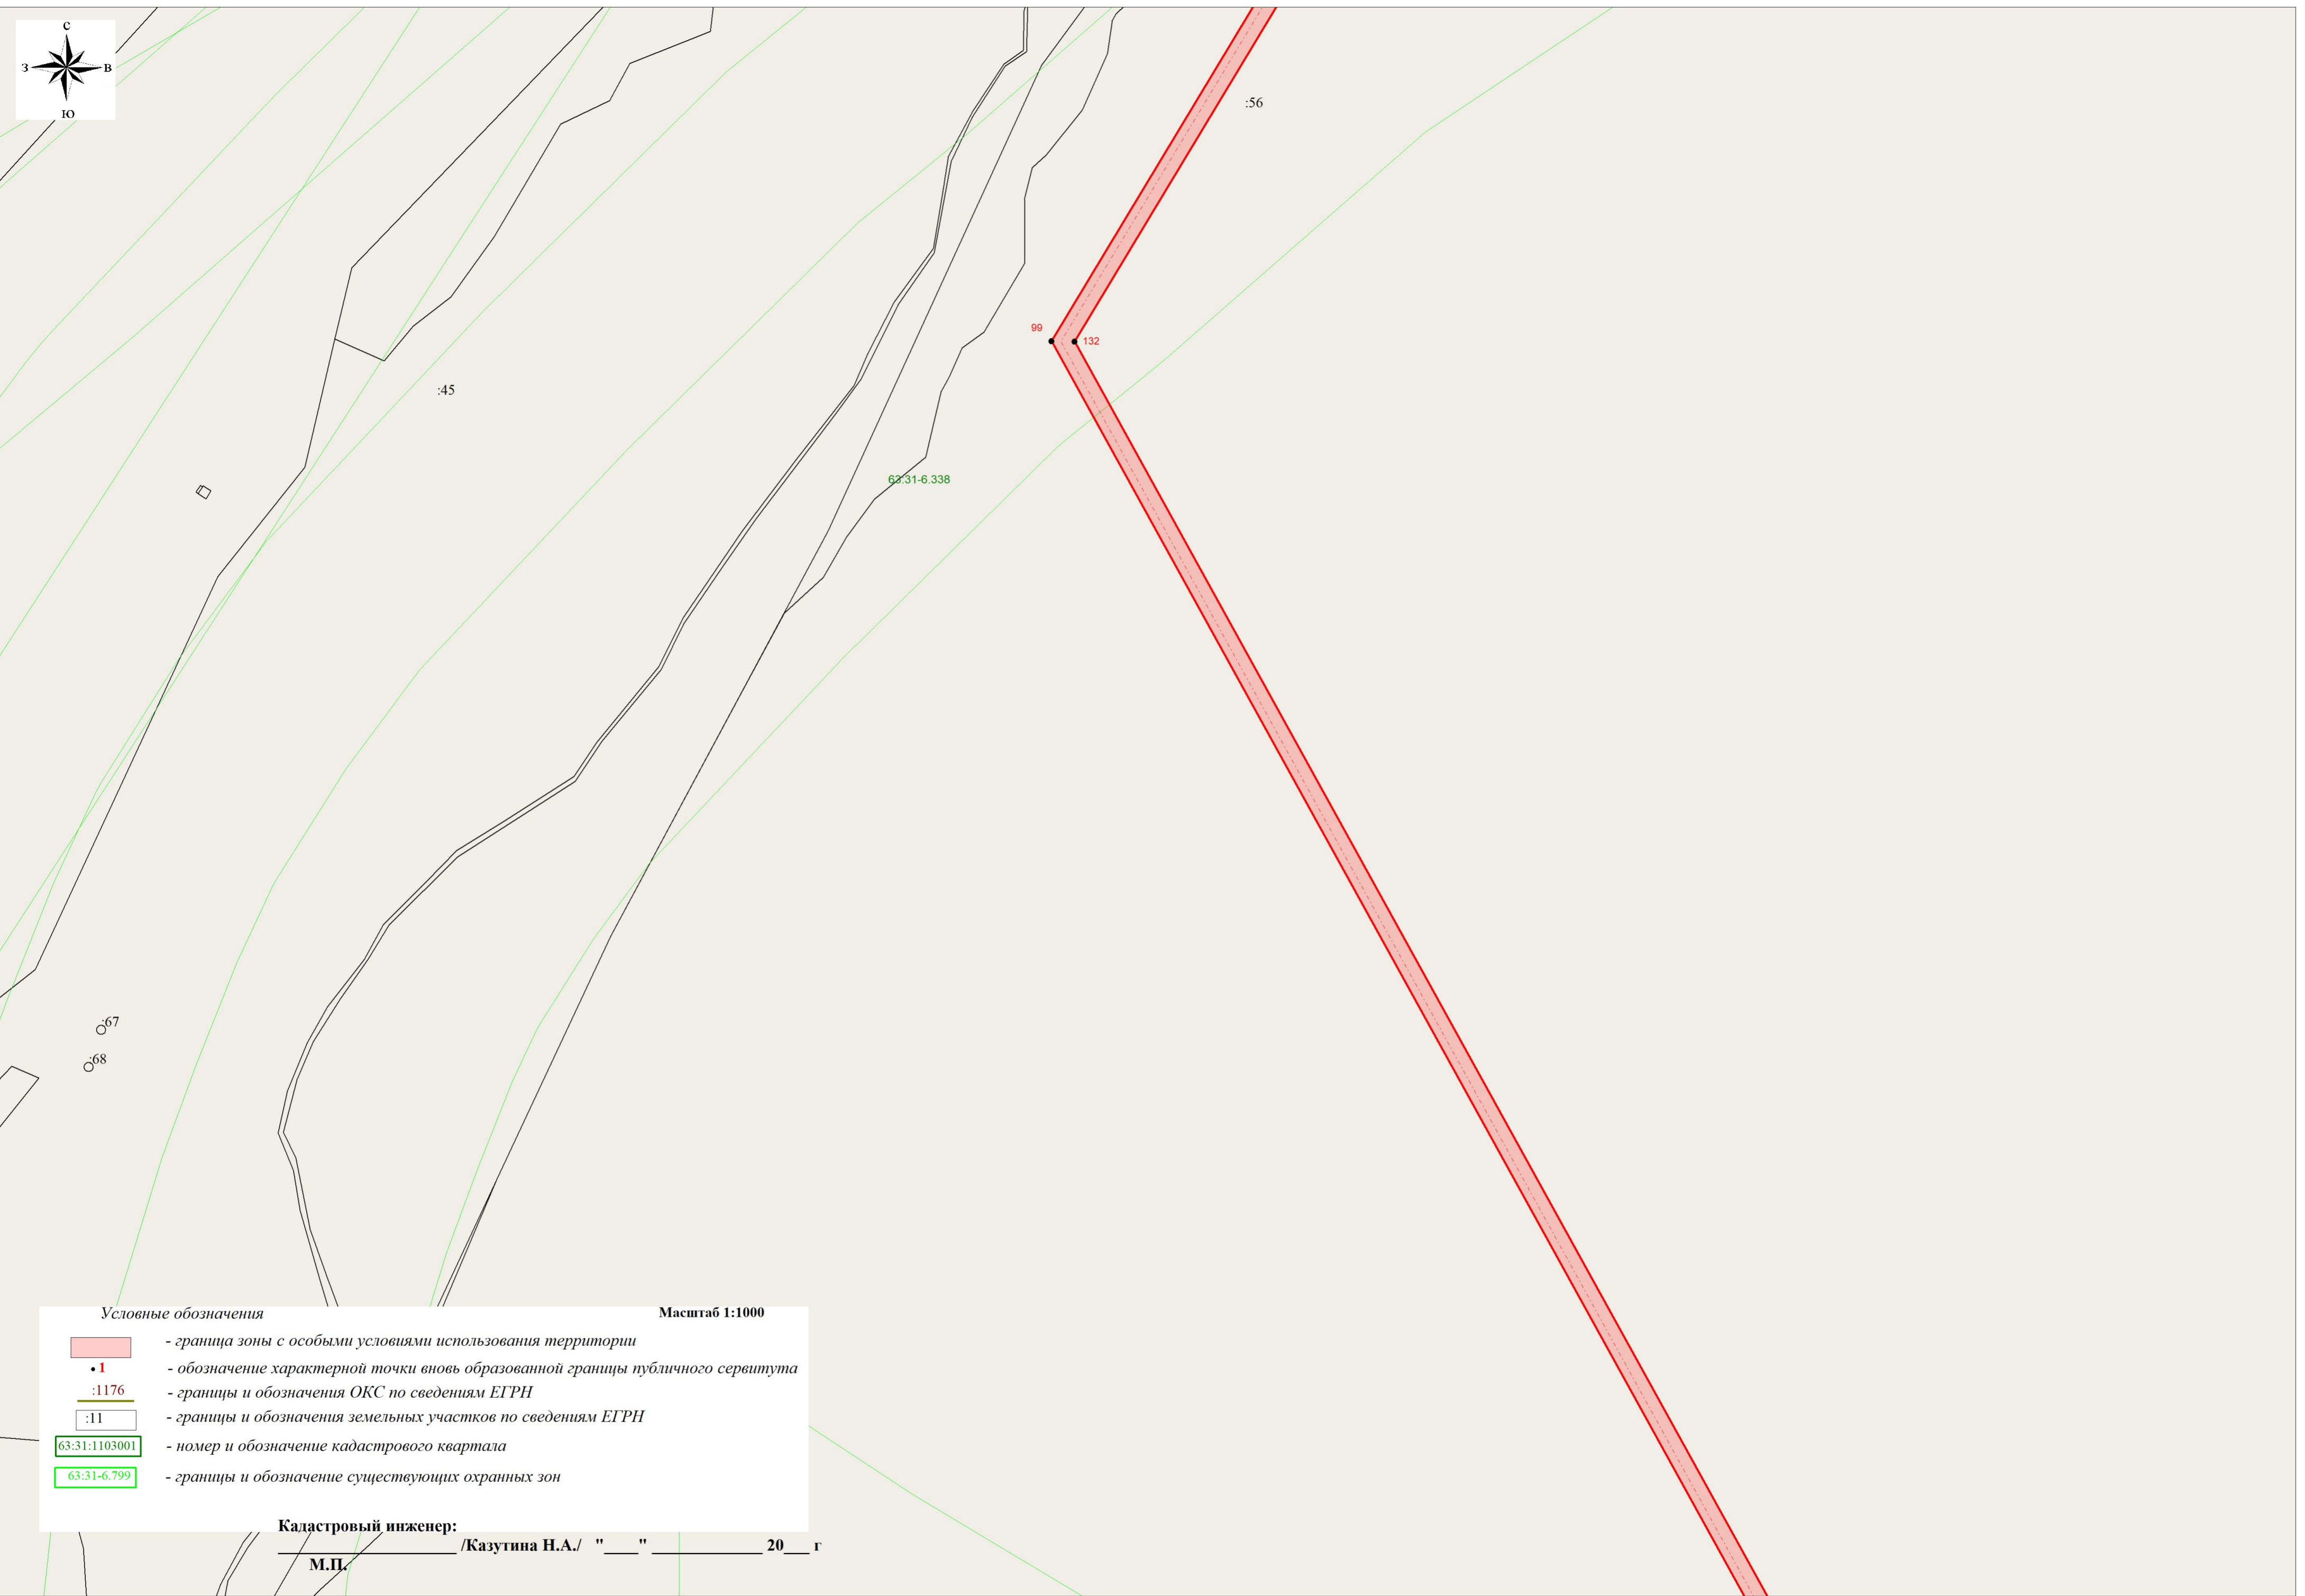 С
З
В
Ю
:56
99
132
:45
63:31-6.338
:67
:68
Условные обозначения
Масштаб 1:1000
- граница зоны с особыми условиями использования территории
1 - обозначение характерной точки вновь образованной границы публичного сервитута
:1176 - границы и обозначения ОКС по сведениям ЕГРН
:11 - границы и обозначения земельных участков по сведениям ЕГРН
63:31:1103001 - номер и обозначение кадастрового квартала
63:31-6.799 - границы и обозначение существующих охранных зон
Кадастровый инженер:
____________________ /Казутина Н.А./ "____" _____________ 20___ г
М.П.